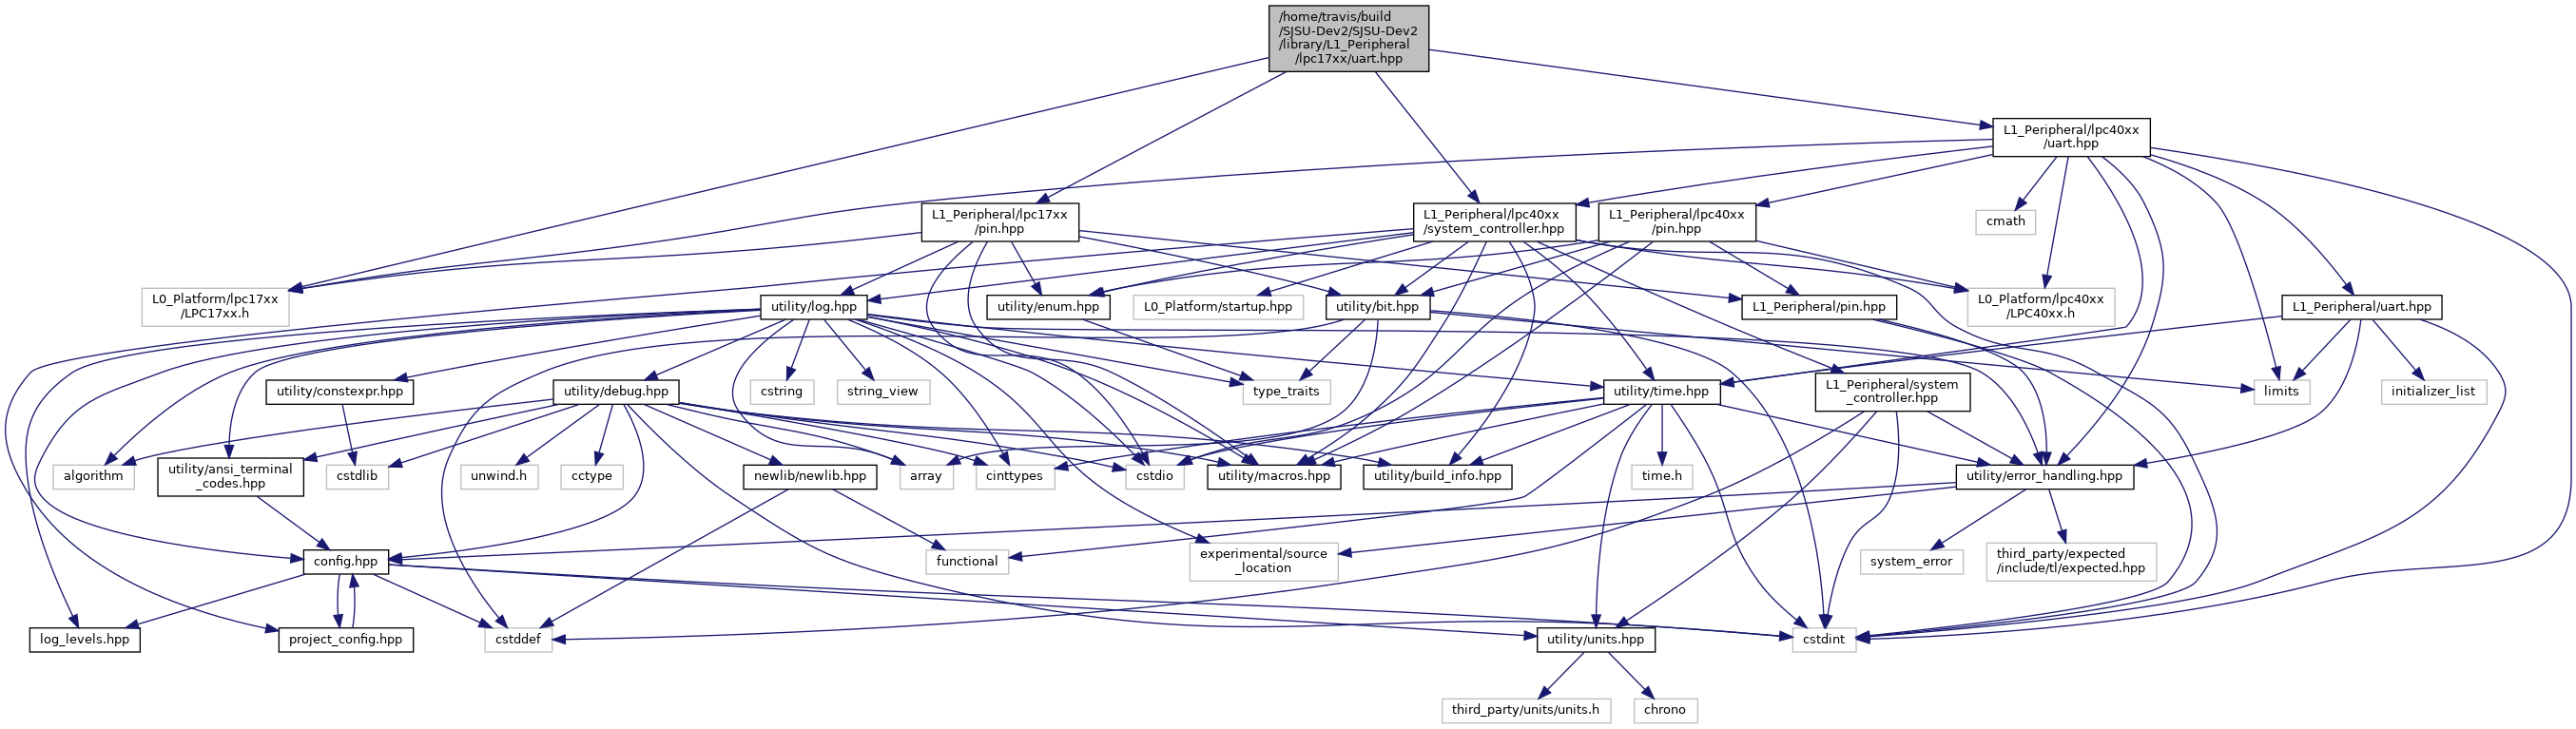 /home/travis/build
/SJSU-Dev2/SJSU-Dev2
/library/L1_Peripheral
/lpc17xx/uart.hpp
L1_Peripheral/lpc40xx
/uart.hpp
L1_Peripheral/lpc17xx
/pin.hpp
L1_Peripheral/lpc40xx
/system_controller.hpp
L1_Peripheral/lpc40xx
/pin.hpp
cmath
L0_Platform/lpc17xx
/LPC17xx.h
utility/log.hpp
utility/enum.hpp
L0_Platform/startup.hpp
utility/bit.hpp
L1_Peripheral/pin.hpp
L0_Platform/lpc40xx
/LPC40xx.h
L1_Peripheral/uart.hpp
utility/constexpr.hpp
utility/debug.hpp
cstring
string_view
type_traits
utility/time.hpp
L1_Peripheral/system
_controller.hpp
limits
initializer_list
algorithm
utility/ansi_terminal
_codes.hpp
cstdlib
unwind.h
cctype
newlib/newlib.hpp
array
cinttypes
cstdio
utility/macros.hpp
utility/build_info.hpp
time.h
utility/error_handling.hpp
config.hpp
functional
experimental/source
_location
system_error
third_party/expected
/include/tl/expected.hpp
log_levels.hpp
project_config.hpp
cstddef
utility/units.hpp
cstdint
third_party/units/units.h
chrono